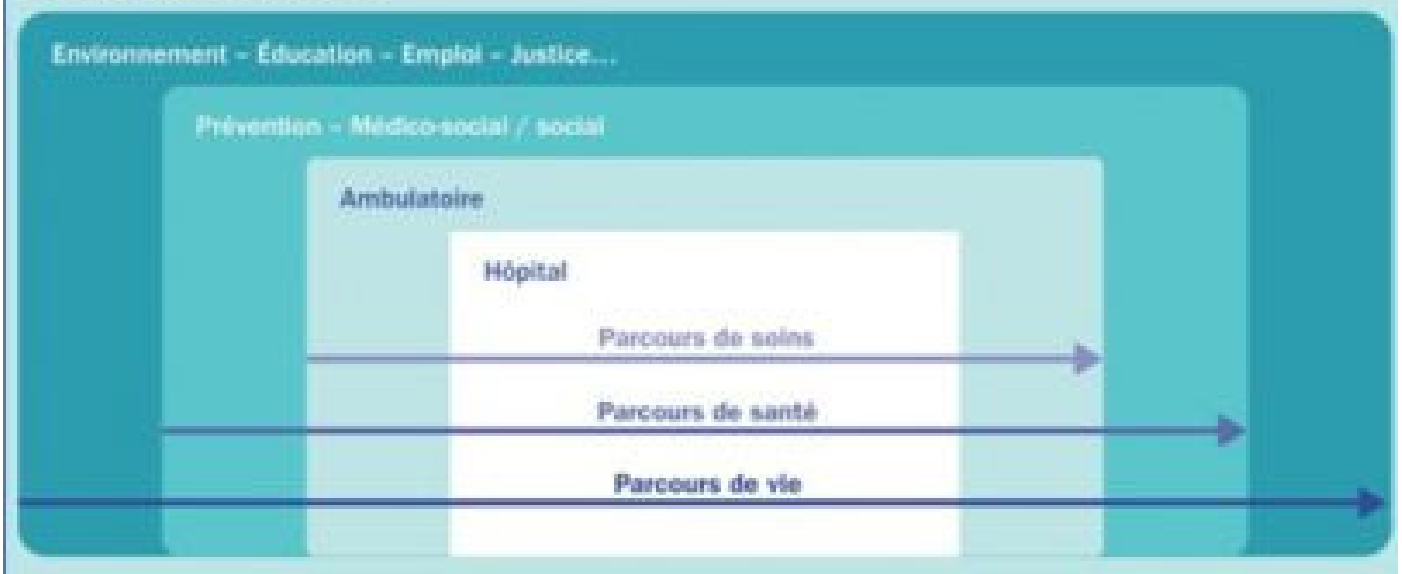 Environnement – Éducation – Emploi – Justice...
Prévention – Médico-social / social
Ambulatoire
Hôpital
Parcours de soins
Parcours de santé
Parcours de vie